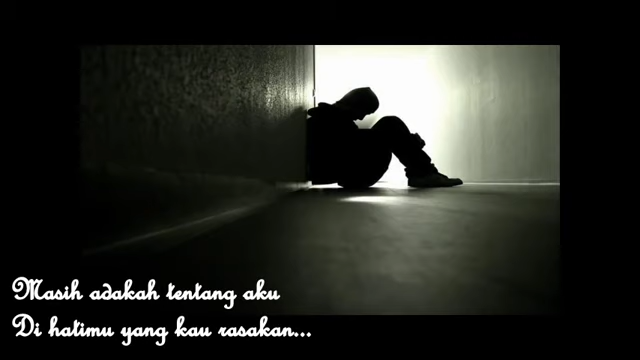 Masih adakah tentang aku
Di hatimu yang kau rasakan...